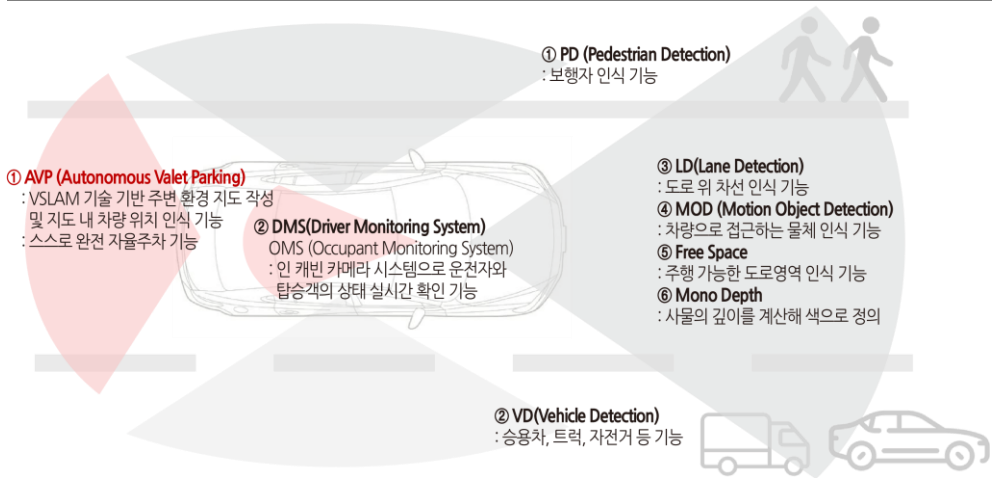 ① PD (Pedestrian Detection)
: 보행자 인식 기능
① AVP (Autonomous Valet Parking)
: VSLAM 기술 기반 주변 환경 지도 작성
및 지도 내 차량 위치 인식 기능
: 스스로 완전 자율주차 기능
② DMS(Driver Monitoring System)
OMS (Occupant Monitoring System)
: 인 캐빈 카메라 시스템으로 운전자와
탑승객의 상태 실시간 확인 기능
③ LD(Lane Detection)
: 도로 위 차선 인식 기능
④ MOD (Motion Object Detection)
: 차량으로 접근하는 물체 인식 기능
⑤ Free Space
: 주행 가능한 도로영역 인식 기능
⑥ Mono Depth
: 사물의 깊이를 계산해 색으로 정의
② VD(Vehicle Detection)
: 승용차, 트럭, 자전거 등 기능